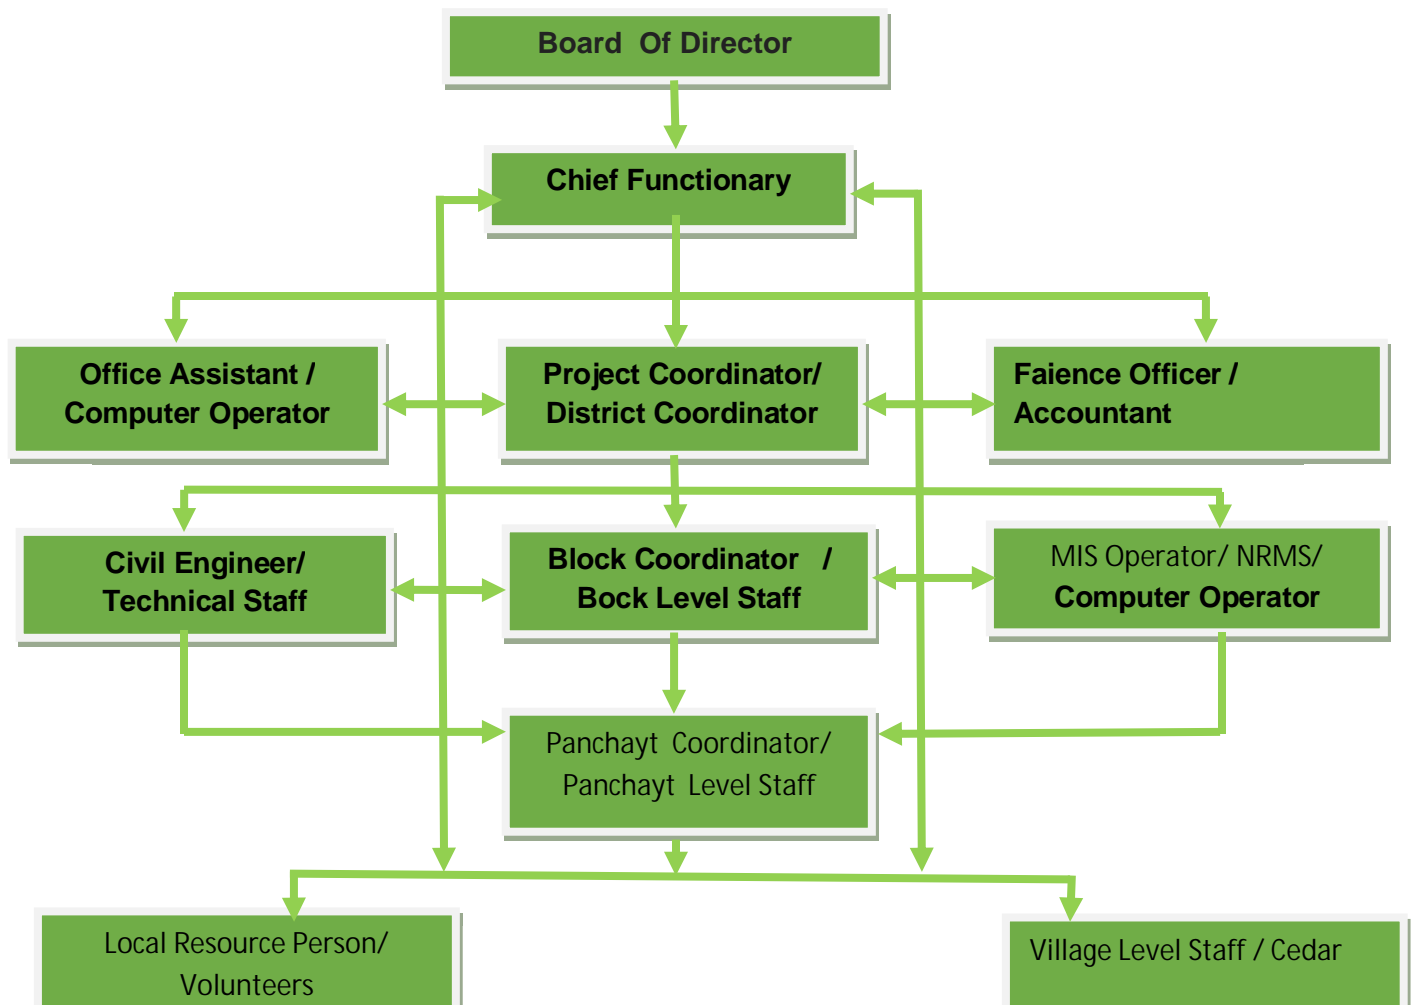 Board Of Director
Chief Functionary
Office Assistant /
Computer Operator
Project Coordinator/
District Coordinator
Faience Officer /
Accountant
Civil Engineer/
Technical Staff
Block Coordinator /
Bock Level Staff
MIS Operator/ NRMS/
Computer Operator
Panchayt Coordinator/
Panchayt Level Staff
Local Resource Person/
Volunteers
Village Level Staff / Cedar